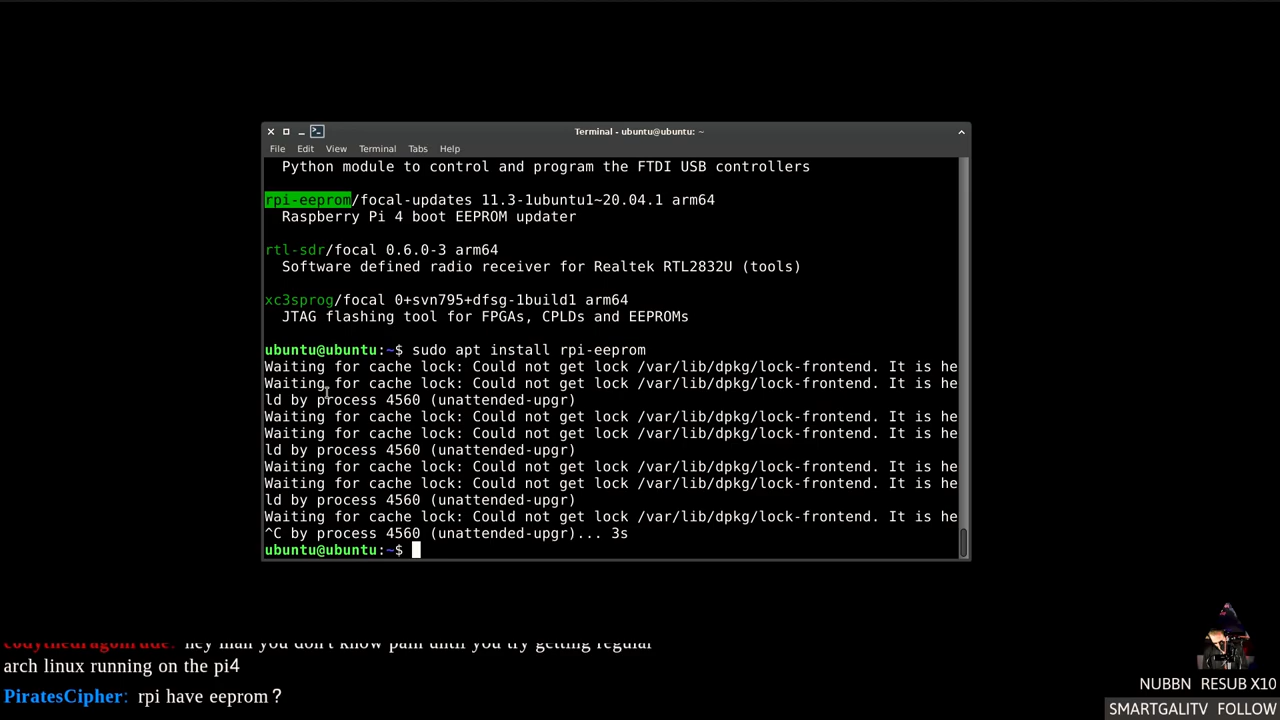 Terminal - ubuntu@ubuntu: ~
File Edit View Terminal Tabs Help
Python module to control and program the FTDI USB controllers
rpi-eeprom/focal-updates 11.3-1ubuntu1~20.04.1 arm64
Raspberry Pi 4 boot EEPROM updater
rtl-sdr/focal 0.6.0-3 arm64
Software defined radio receiver for Realtek RTL2832U (tools)
xc3sprog/focal 0+svn795+dfsg-1build1 arm64
JTAG flashing tool for FPGAs, CPLDs and EEPROMs
ubuntu@ubuntu:~$ sudo apt install rpi-eeprom
Waiting for cache lock: Could not get lock /var/lib/dpkg/lock-frontend. It is he
Waiting for cache lock: Could not get lock /var/lib/dpkg/lock-frontend. It is he
ld by process 4560 (unattended-upgr)
Waiting for cache lock: Could not get lock /var/lib/dpkg/lock-frontend. It is he
Waiting for cache lock: Could not get lock /var/lib/dpkg/lock-frontend. It is he
ld by process 4560 (unattended-upgr)
Waiting for cache lock: Could not get lock /var/lib/dpkg/lock-frontend. It is he
Waiting for cache lock: Could not get lock /var/lib/dpkg/lock-frontend. It is he
ld by process 4560 (unattended-upgr)
Waiting for cache lock: Could not get lock /var/lib/dpkg/lock-frontend. It is he
^C by process 4560 (unattended-upgr)... 3s
ubuntu@ubuntu:~$
hey man you don't know pain until you try getting regular
arch linux running on the pi4
PiratesCipher: rpi have eeprom?
NUBBN RESUB X10
SMARTGALITV FOLLOW